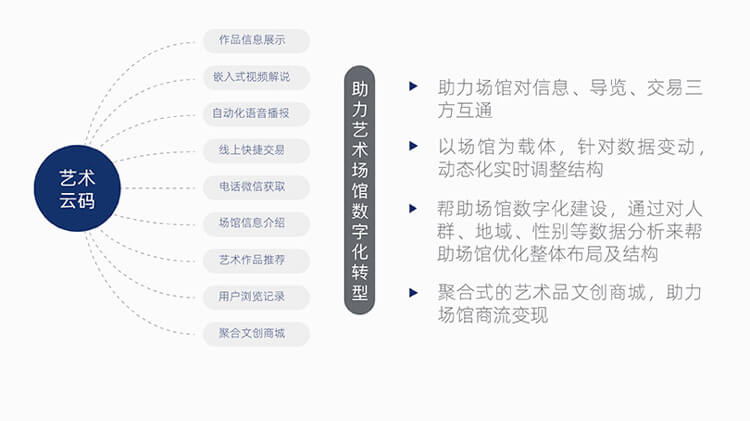 艺术
云码
作品信息展示
嵌入式视频解说
自动化语音播报
线上快捷交易
电话微信获取
场馆信息介绍
艺术作品推荐
用户浏览记录
聚合文创商城
助力艺术场馆数字化转型
助力场馆对信息、导览、交易三
方互通
以场馆为载体，针对数据变动，
动态化实时调整结构
帮助场馆数字化建设，通过对人
群、地域、性别等数据分析来帮
助场馆优化整体布局及结构
聚合式的艺术品文创商城，助力
场馆商流变现